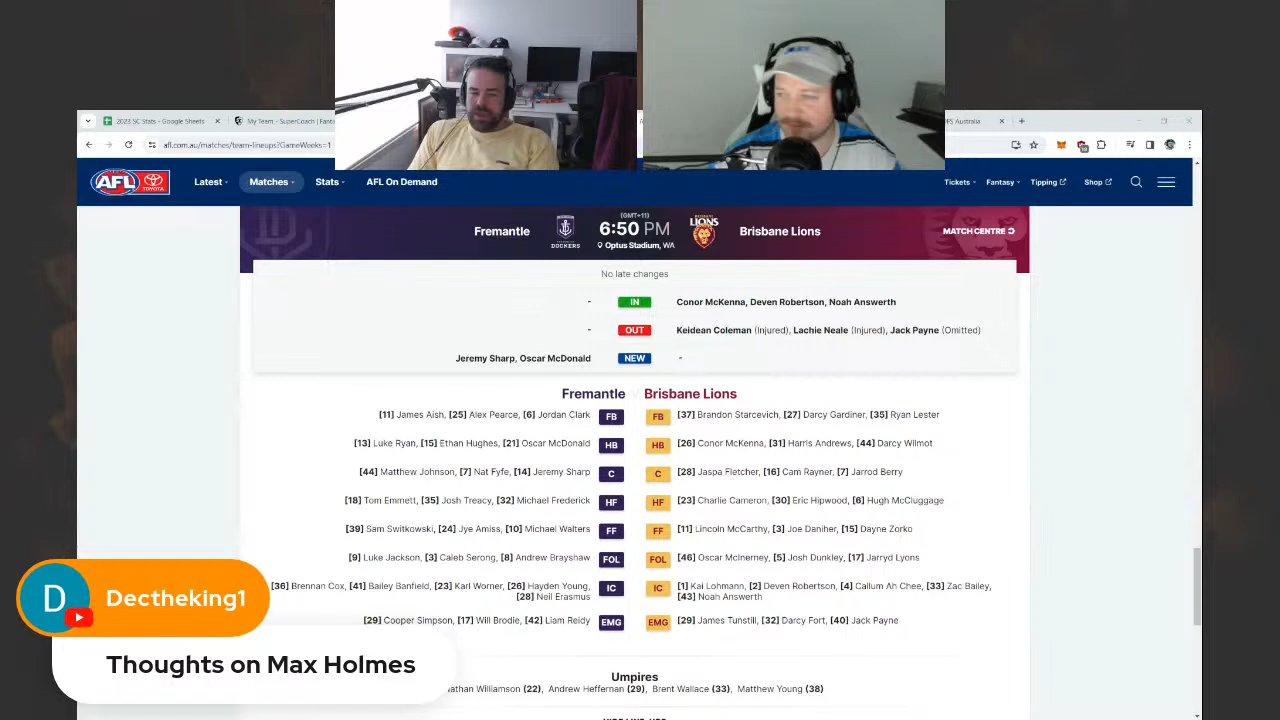 2023 SC Stats - Google Sheets
My Team - SuperCoach | Fanta
Australia
afl.com.au/matches/team-lineups?GameWeeks=1
AFL
TOYOTA
Latest Matches Stats AFL On Demand
Tickets Fantasy Tipping Shop
(GMT+11)
Fremantle DOCKERS 6:50 PM LIONS Brisbane Lions MATCH CENTRE
Optus Stadium, WA
No late changes
- IN Conor McKenna, Deven Robertson, Noah Answerth
- OUT Keidean Coleman (Injured), Lachie Neale (Injured), Jack Payne (Omitted)
Jeremy Sharp, Oscar McDonald NEW -
Fremantle V Brisbane Lions
[11] James Aish, [25] Alex Pearce, [6] Jordan Clark FB FB [37] Brandon Starcevich, [27] Darcy Gardiner, [35] Ryan Lester
[13] Luke Ryan, [15] Ethan Hughes, [21] Oscar McDonald HB HB [26] Conor McKenna, [31] Harris Andrews, [44] Darcy Wilmot
[44] Matthew Johnson, [7] Nat Fyfe, [14] Jeremy Sharp C C [28] Jaspa Fletcher, [16] Cam Rayner, [7] Jarrod Berry
[18] Tom Emmett, [35] Josh Treacy, [32] Michael Frederick HF HF [23] Charlie Cameron, [30] Eric Hipwood, [6] Hugh McCluggage
[39] Sam Switkowski, [24] Jye Amiss, [10] Michael Walters FF FF [11] Lincoln McCarthy, [3] Joe Daniher, [15] Dayne Zorko
[9] Luke Jackson, [3] Caleb Serong, [8] Andrew Brayshaw FOL FOL [46] Oscar McInerney, [5] Josh Dunkley, [17] Jarryd Lyons
[36] Brennan Cox, [41] Bailey Banfield, [23] Karl Worner, [26] Hayden Young, IC IC [1] Kai Lohmann, [2] Deven Robertson, [4] Callum Ah Chee, [33] Zac Bailey,
[28] Neil Erasmus [43] Noah Answerth
[29] Cooper Simpson, [17] Will Brodie, [42] Liam Reidy EMG EMG [29] James Tunstill, [32] Darcy Fort, [40] Jack Payne
D Dectheking1
Thoughts on Max Holmes
Umpires
nathan Williamson (22), Andrew Heffernan (29), Brent Wallace (33), Matthew Young (38)